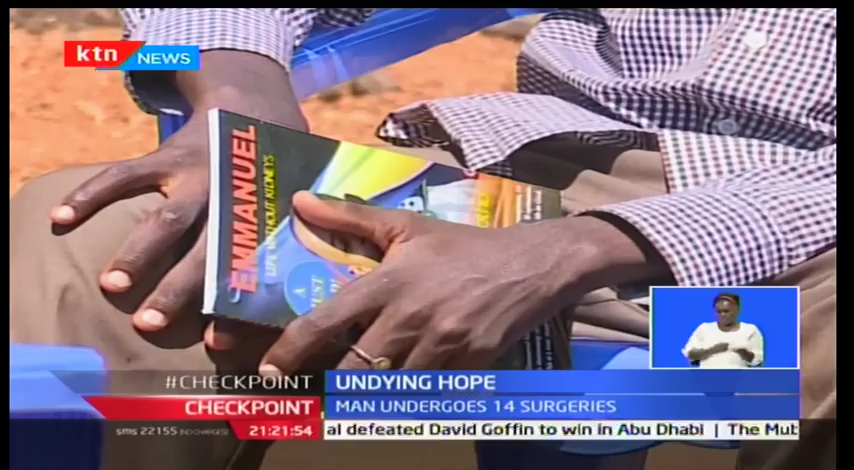 ktn NEWS
EMMANUEL
LIFE WITHOUT KIDNEYS
A
#CHECKPOINT
UNDYING HOPE
CHECKPOINT
MAN UNDERGOES 14 SURGERIES
sms 22155
21:21:54
al defeated David Goffin to win in Abu Dhabi | The Mut